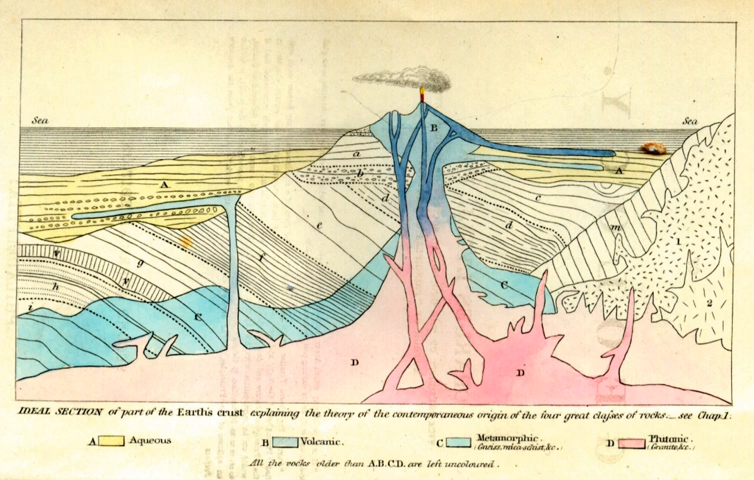 Sea
Sea
B
a
b
A
A
d
c
d
e
m
g
f
1
h
i
C
C
2
D
D
IDEAL SECTION of part of the Earth's crust explaining the theory of the contemporaneous origin of the four great claſses of rocks._ see Chap. I.
A Aqueous
B Volcanic.
C Metamorphic.
(Gneiss, mica-schist, &c.)
D Plutonic.
(Granite, &c.)
All the rocks older than A.B.C.D. are left uncoloured.